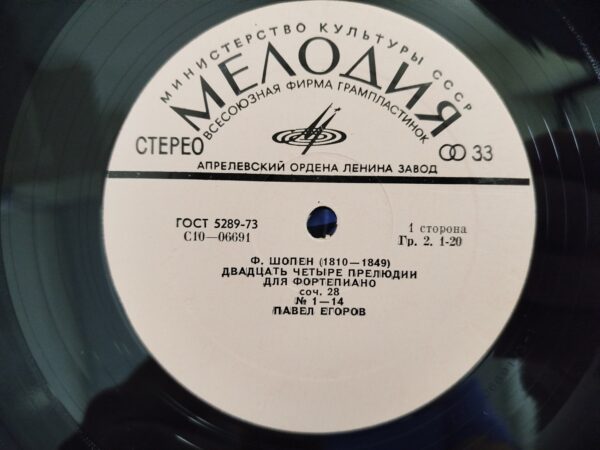 МИНИСТЕРСТВО КУЛЬТУРЫ СССР
МЕЛОДИЯ
ВСЕСОЮЗНАЯ ФИРМА ГРАМПЛАСТИНОК
СТЕРЕО
33
АПРЕЛЕВСКИЙ ОРДЕНА ЛЕНИНА ЗАВОД
ГОСТ 5289-73
С10—06691
1 сторона
Гр. 2. 1-20
Ф. ШОПЕН (1810—1849)
ДВАДЦАТЬ ЧЕТЫРЕ ПРЕЛЮДИИ
ДЛЯ ФОРТЕПИАНО
соч. 28
№ 1—14
ПАВЕЛ ЕГОРОВ